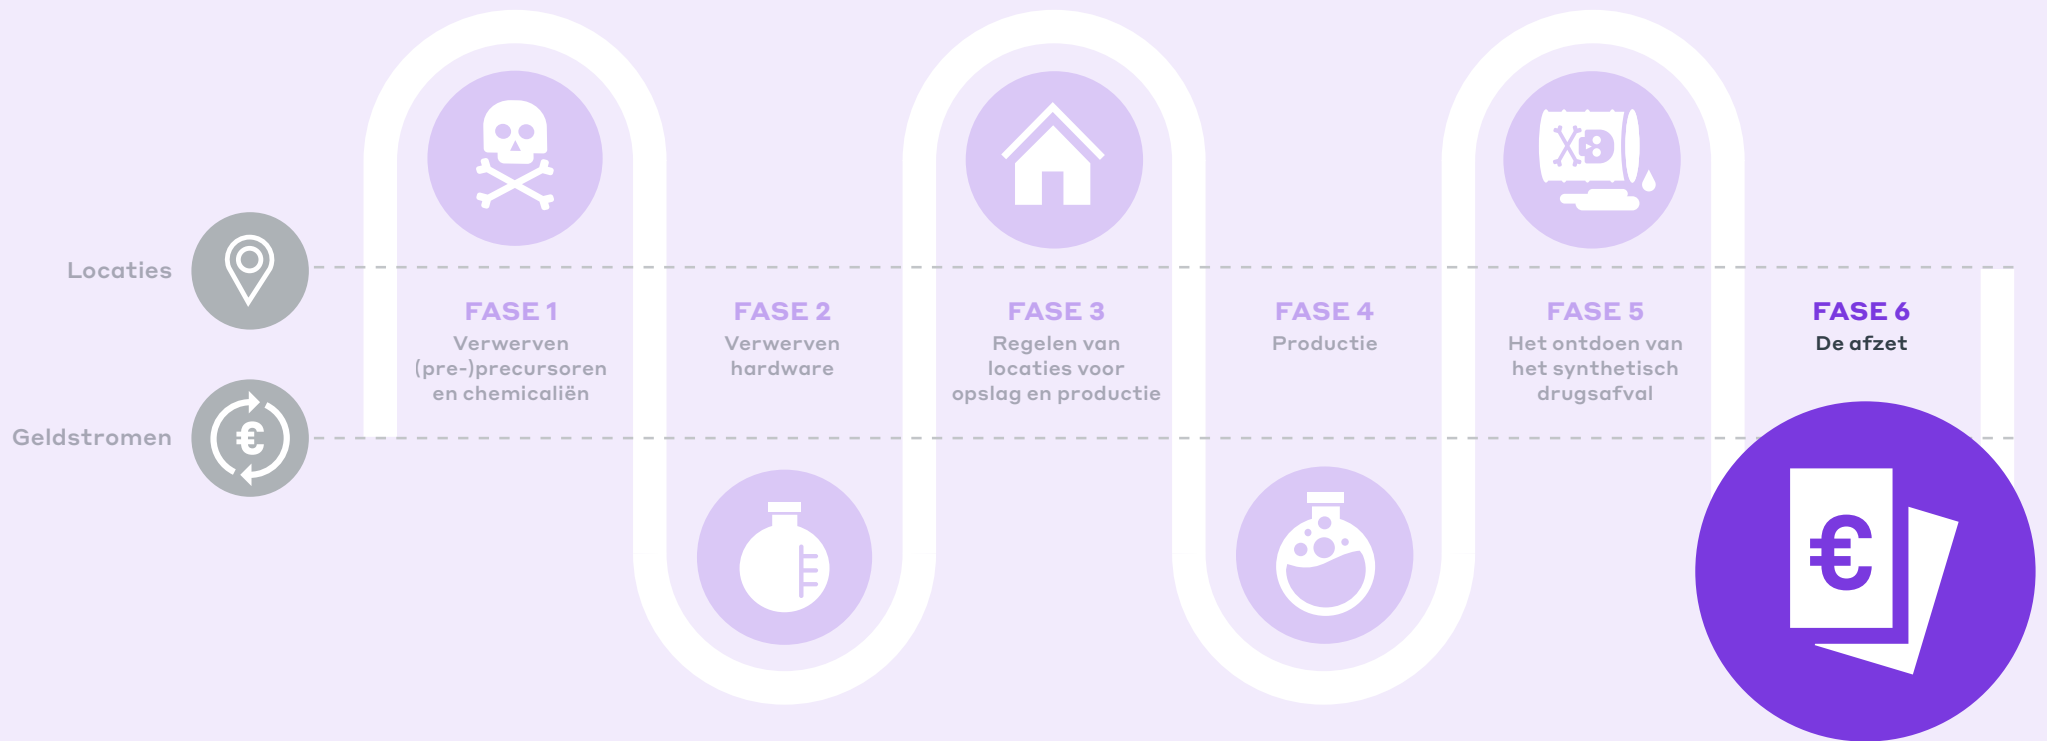 Locaties
Geldstromen
FASE 1
Verwerven
(pre-)precursoren
en chemicaliën
FASE 2
Verwerven
hardware
FASE 3
Regelen van
locaties voor
opslag en productie
FASE 4
Productie
FASE 5
Het ontdoen van
het synthetisch
drugsafval
FASE 6
De afzet
€
€